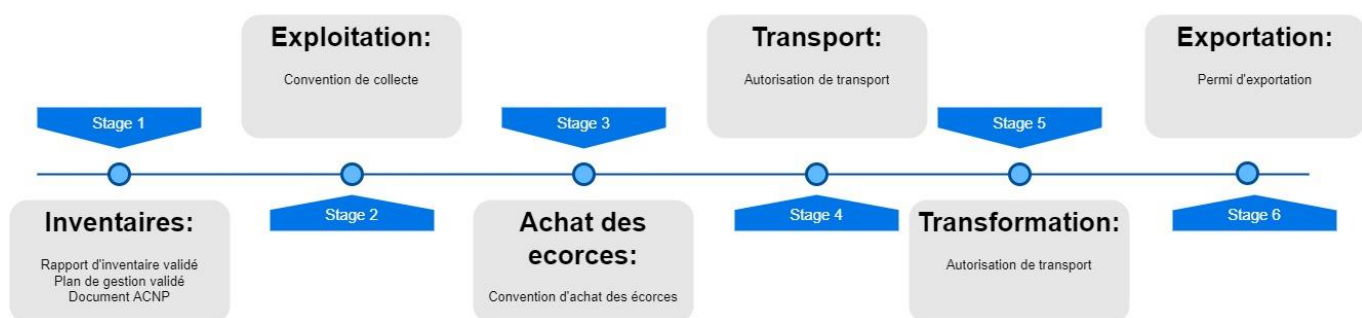 Stage 1
Inventaires:
Rapport d'inventaire validé
Plan de gestion validé
Document ACNP
Exploitation:
Convention de collecte
Stage 2
Stage 3
Achat des
ecorces:
Convention d'achat des écorces
Transport:
Autorisation de transport
Stage 4
Stage 5
Transformation:
Autorisation de transport
Exportation:
Permi d'exportation
Stage 6